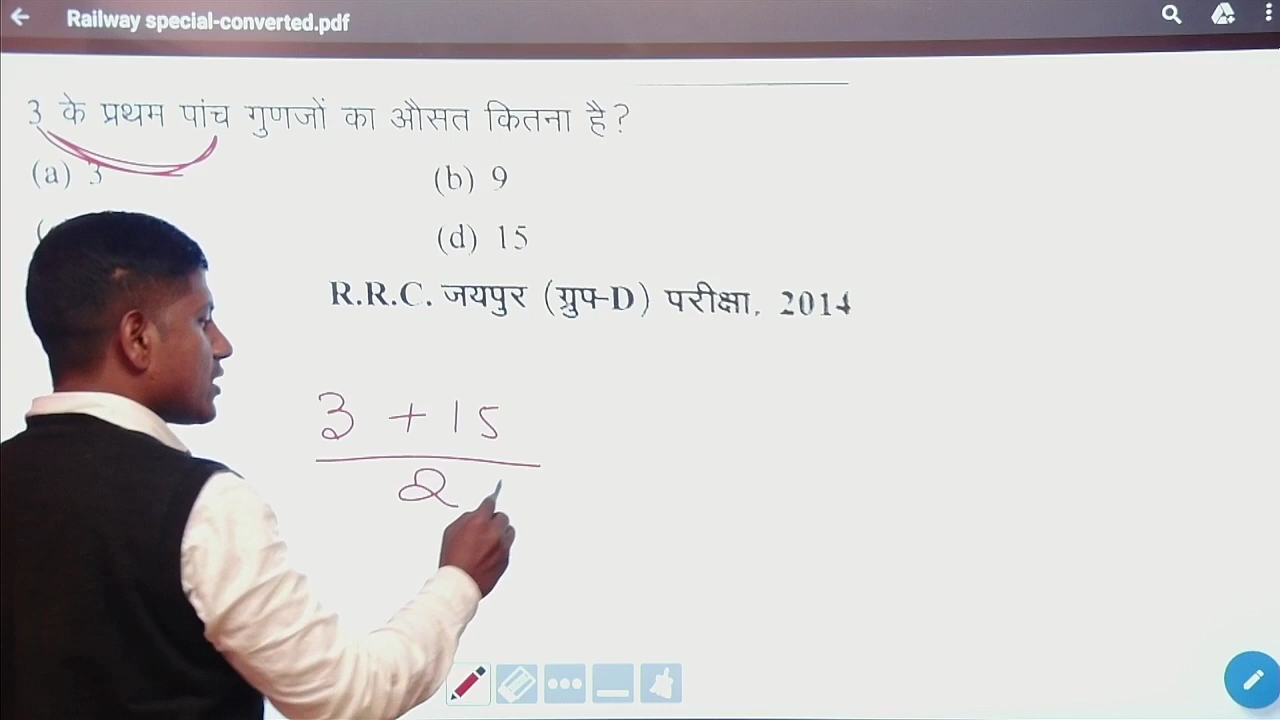 Railway special-converted.pdf
3 के प्रथम पांच गुणजों का औसत कितना है?
(a) 3 (b) 9
(d) 15
R.R.C. जयपुर (ग्रुप-D) परीक्षा, 2014
3 + 15
2